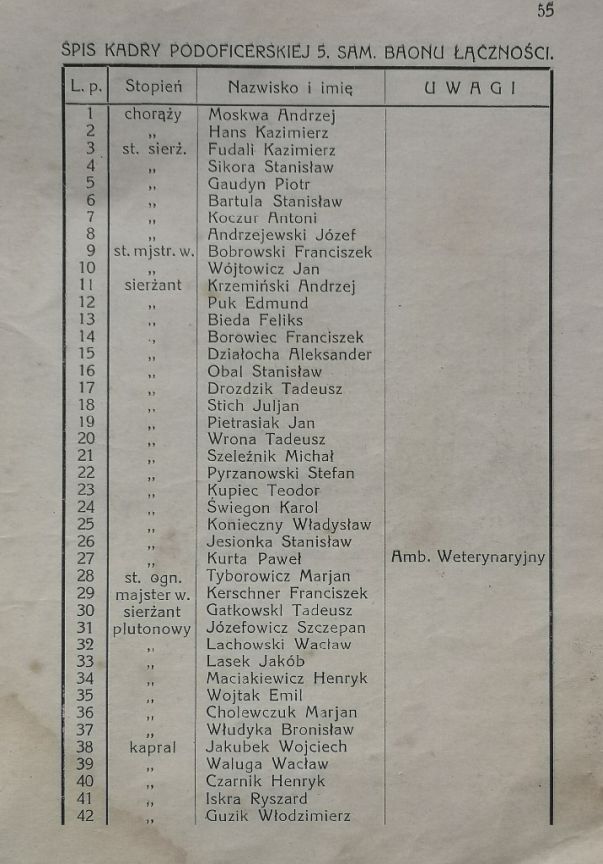 55
SPIS KADRY PODOFICERSKIEJ 5. SAM. BAONU ŁĄCZNOŚCI.
L. p. Stopień Nazwisko i imię U W A G I
1 chorąży Moskwa Andrzej
2 „ Hans Kazimierz
3 st. sierż. Fudali Kazimierz
4 „ Sikora Stanisław
5 „ Gaudyn Piotr
6 „ Bartula Stanisław
7 „ Koczur Antoni
8 „ Andrzejewski Józef
9 st. mjstr. w. Bobrowski Franciszek
10 „ Wójtowicz Jan
11 sierżant Krzemiński Andrzej
12 „ Puk Edmund
13 „ Bieda Feliks
14 „ Borowiec Franciszek
15 „ Działocha Aleksander
16 „ Obal Stanisław
17 „ Drozdzik Tadeusz
18 „ Stich Juljan
19 „ Pietrasiak Jan
20 „ Wrona Tadeusz
21 „ Szeleźnik Michał
22 „ Pyrzanowski Stefan
23 „ Kupiec Teodor
24 „ Świegon Karol
25 „ Konieczny Władysław
26 „ Jesionka Stanisław
27 „ Kurta Paweł Amb. Weterynaryjny
28 st. ogn. Tyborowicz Marjan
29 majster w. Kerschner Franciszek
30 sierżant Gatkowski Tadeusz
31 plutonowy Józefowicz Szczepan
32 „ Lachowski Wacław
33 „ Lasek Jakób
34 „ Maciakiewicz Henryk
35 „ Wojtak Emil
36 „ Cholewczuk Marjan
37 „ Włudyka Bronisław
38 kapral Jakubek Wojciech
39 „ Waluga Wacław
40 „ Czarnik Henryk
41 „ Iskra Ryszard
42 „ Guzik Włodzimierz